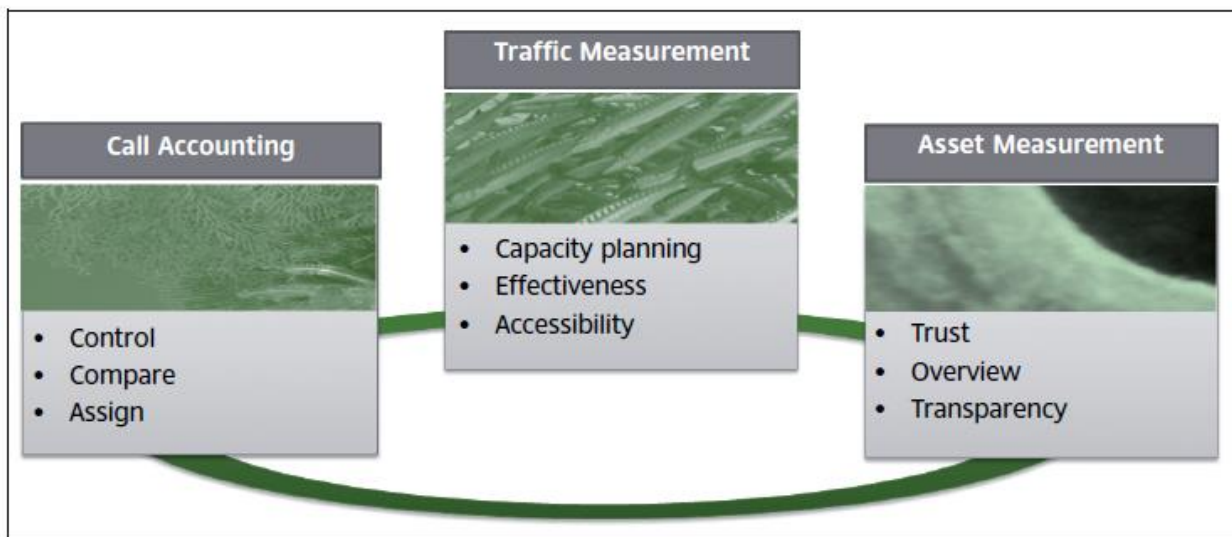 Traffic Measurement
• Capacity planning
• Effectiveness
• Accessibility
Call Accounting
• Control
• Compare
• Assign
Asset Measurement
• Trust
• Overview
• Transparency